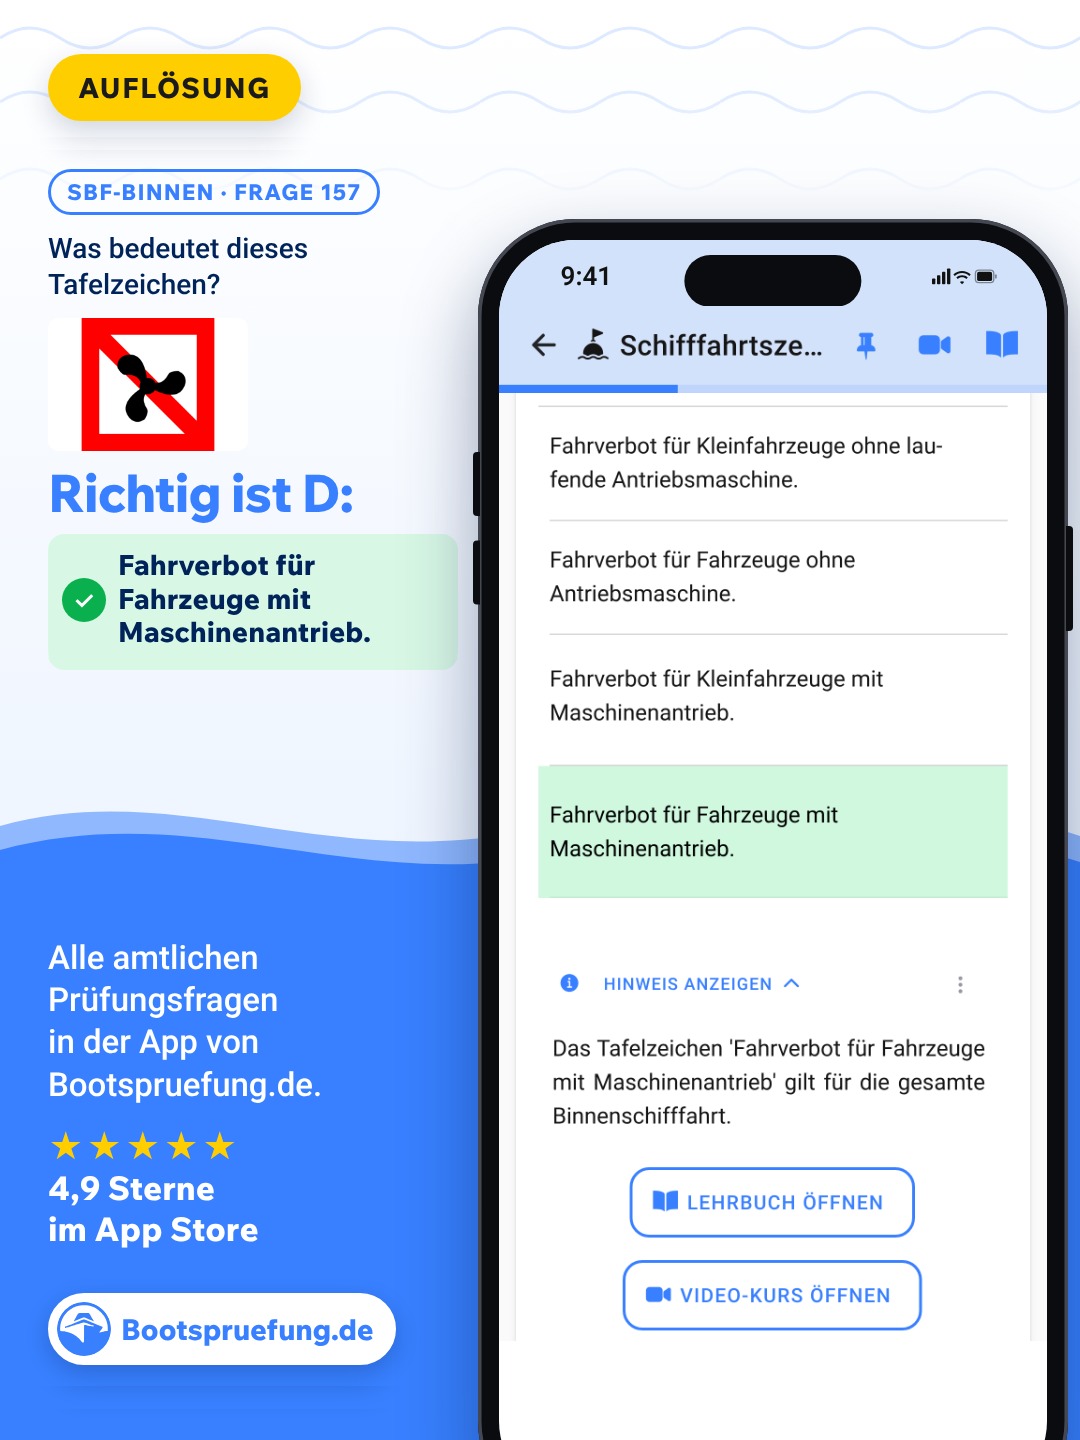 AUFLÖSUNG
SBF-BINNEN · FRAGE 157
Was bedeutet dieses
Tafelzeichen?
Richtig ist D:
Fahrverbot für
Fahrzeuge mit
Maschinenantrieb.
Alle amtlichen
Prüfungsfragen
in der App von
Bootspruefung.de.
4,9 Sterne
im App Store
Bootspruefung.de
9:41
Schifffahrtsze...
Fahrverbot für Kleinfahrzeuge ohne lau-
fende Antriebsmaschine.
Fahrverbot für Fahrzeuge ohne
Antriebsmaschine.
Fahrverbot für Kleinfahrzeuge mit
Maschinenantrieb.
Fahrverbot für Fahrzeuge mit
Maschinenantrieb.
HINWEIS ANZEIGEN
Das Tafelzeichen 'Fahrverbot für Fahrzeuge
mit Maschinenantrieb' gilt für die gesamte
Binnenschifffahrt.
LEHRBUCH ÖFFNEN
VIDEO-KURS ÖFFNEN